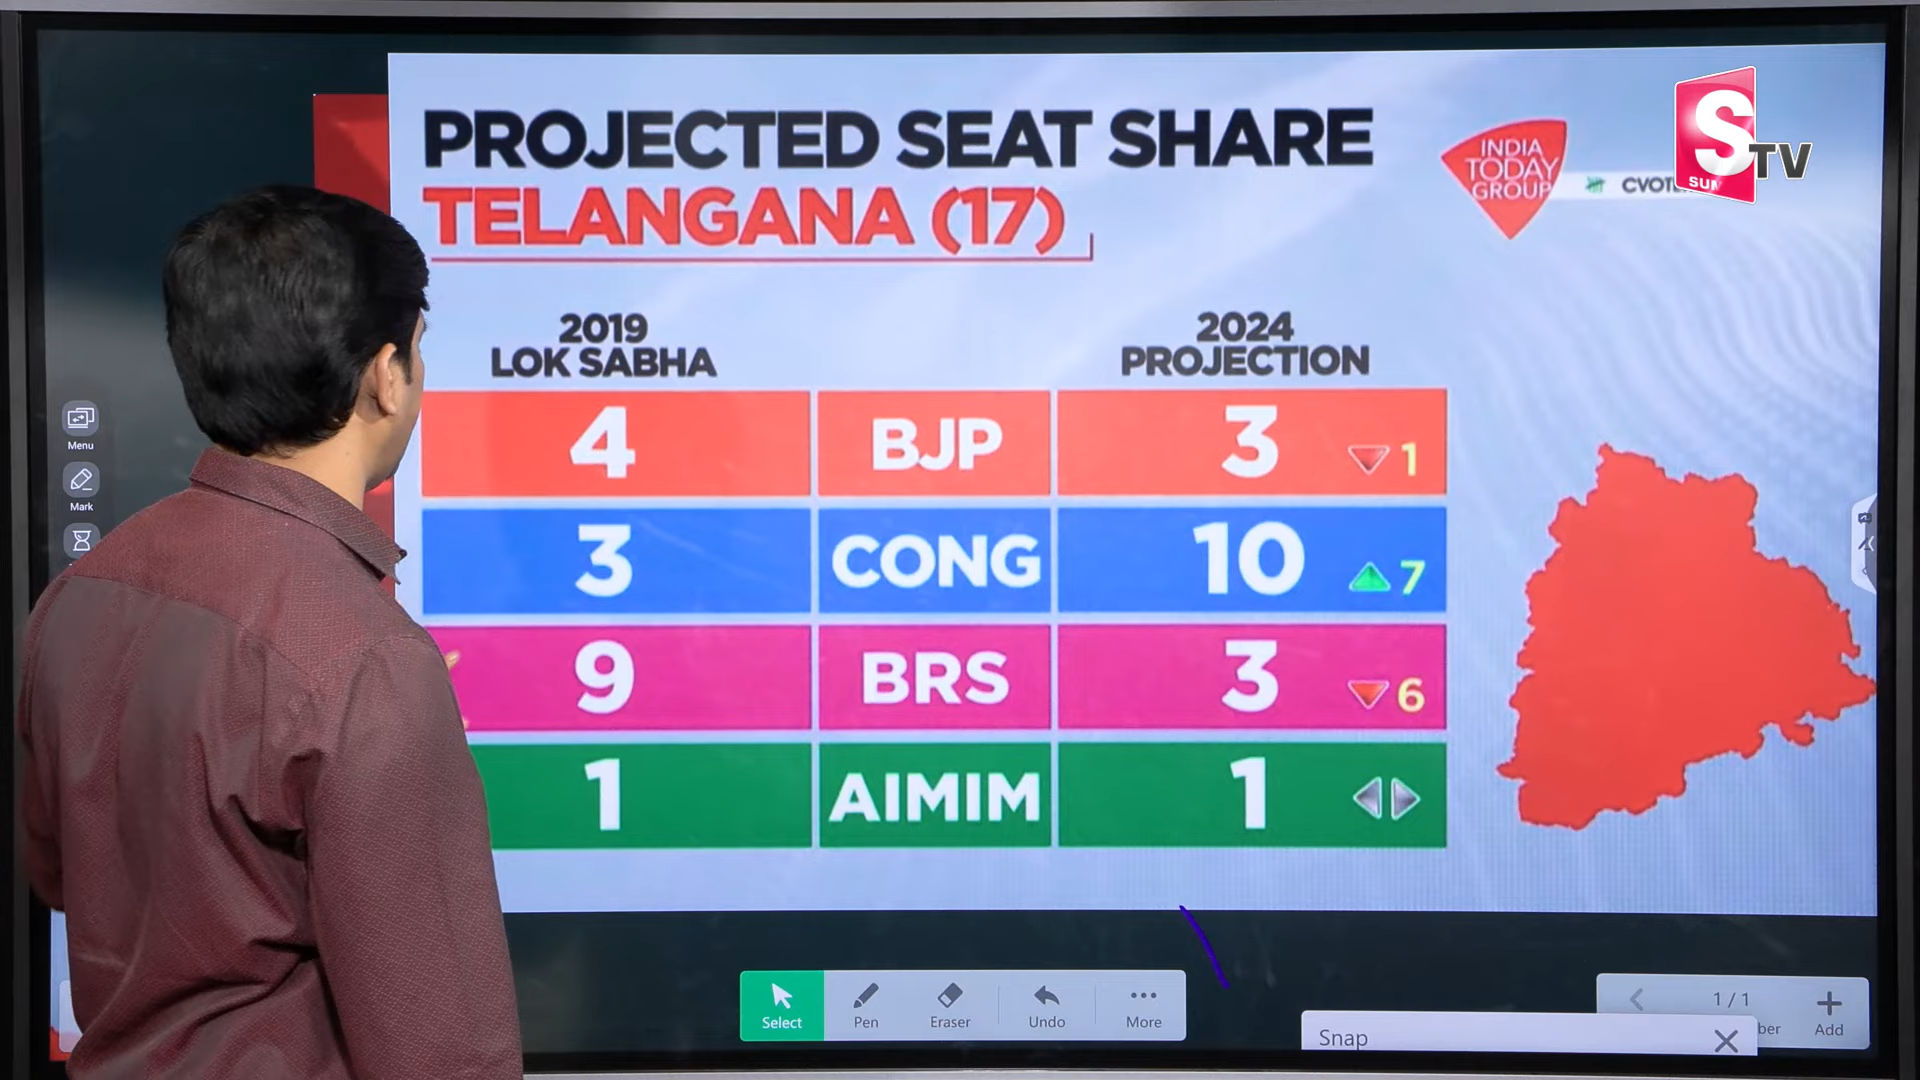 PROJECTED SEAT SHARE
TELANGANA (17)
INDIA
TODAY
GROUP
S
SUN
TV
2019
LOK SABHA
2024
PROJECTION
4 BJP 3 1
3 CONG 10 7
9 BRS 3 6
1 AIMIM 1
Menu
Mark
Select
Pen
Eraser
Undo
More
1 / 1
Add
Snap